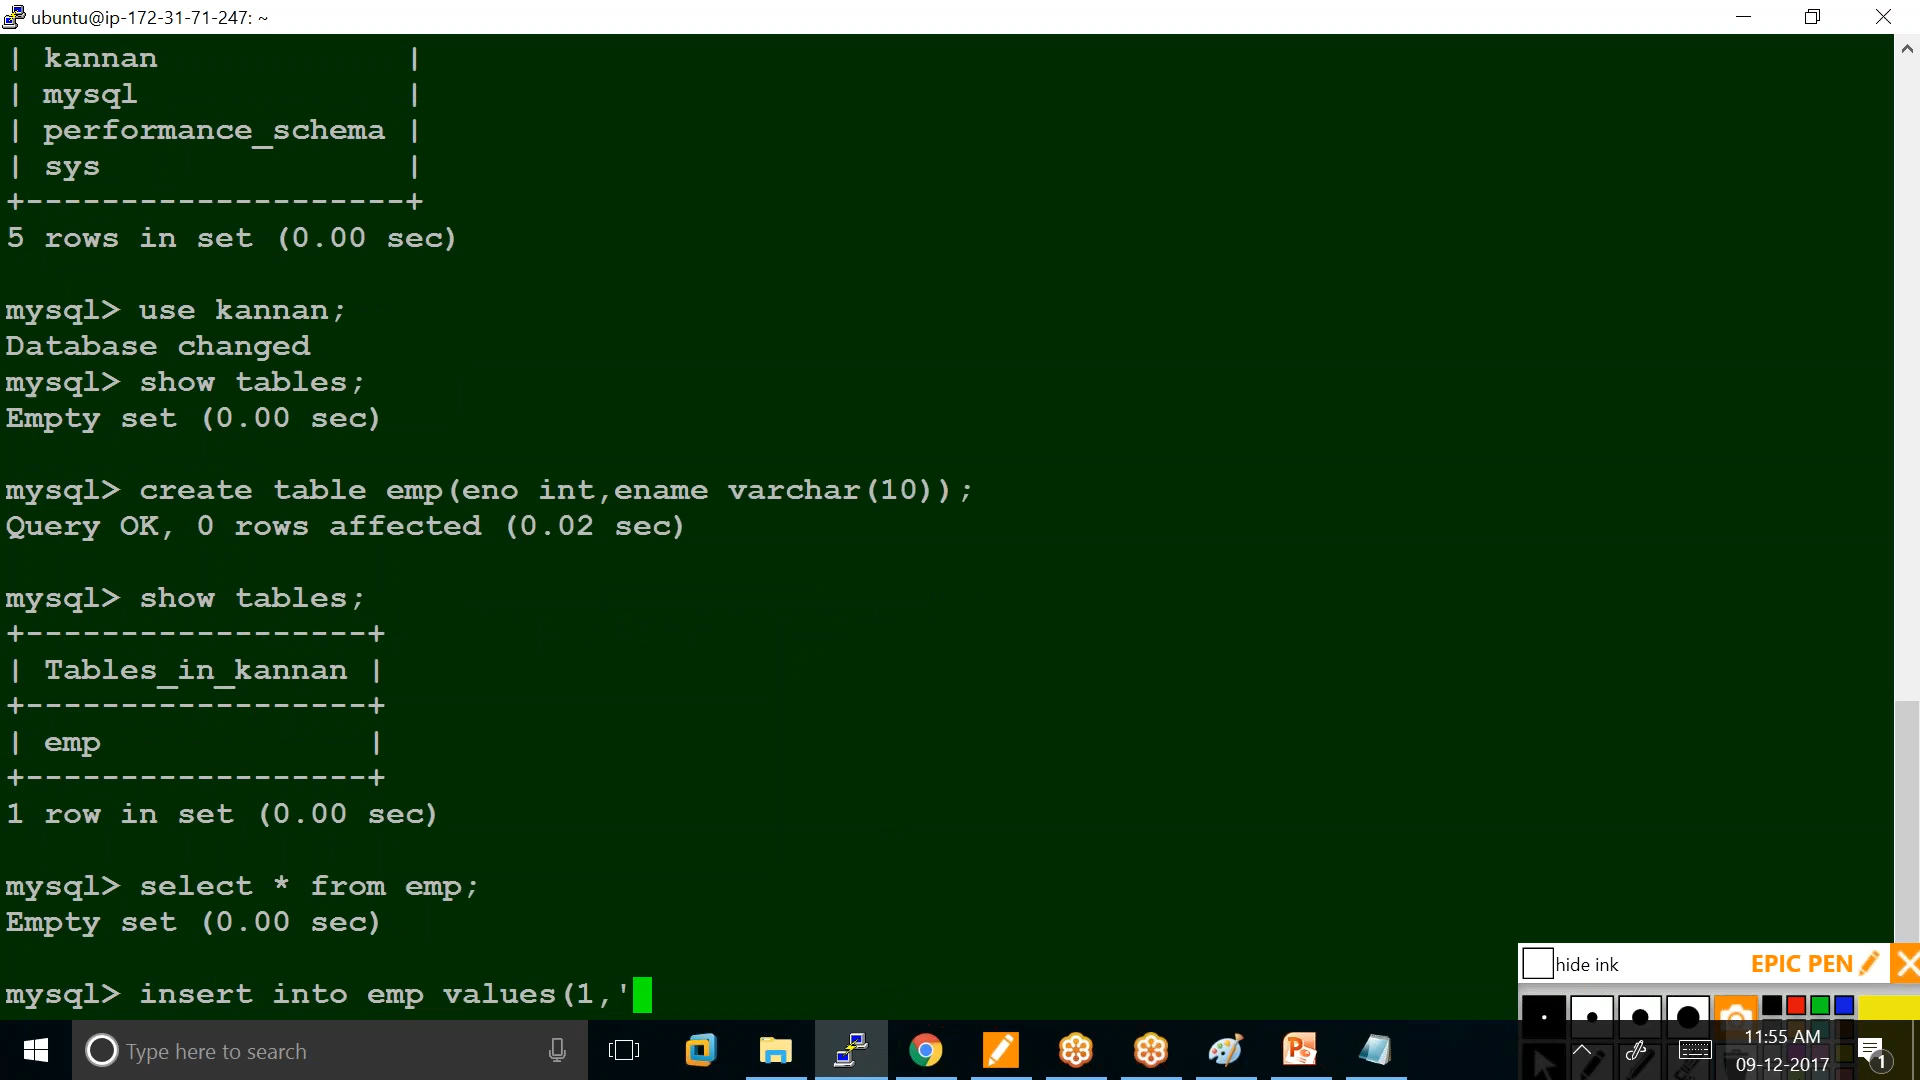 ubuntu@ip-172-31-71-247: ~
| kannan |
| mysql |
| performance_schema |
| sys |
+--------------------+
5 rows in set (0.00 sec)
mysql> use kannan;
Database changed
mysql> show tables;
Empty set (0.00 sec)
mysql> create table emp(eno int,ename varchar(10));
Query OK, 0 rows affected (0.02 sec)
mysql> show tables;
+------------------+
| Tables_in_kannan |
+------------------+
| emp |
+------------------+
1 row in set (0.00 sec)
mysql> select * from emp;
Empty set (0.00 sec)
mysql> insert into emp values(1,'
hide ink EPIC PEN
Type here to search
11:55 AM
09-12-2017
1